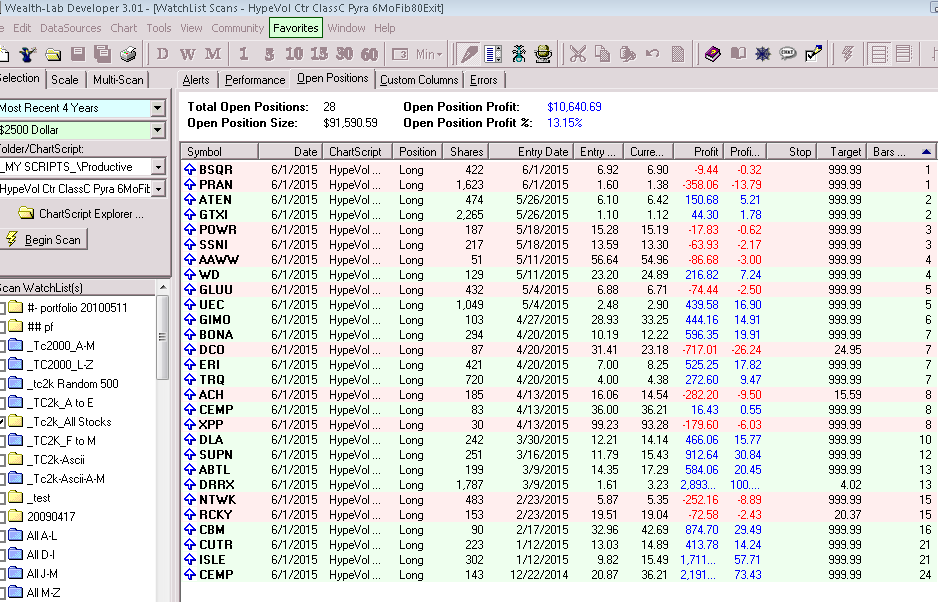 Wealth-Lab Developer 3.01 - [WatchList Scans - HypeVol Ctr ClassC Pyra 6MoFib80Exit]
Edit DataSources Chart Tools View Community Favorites Window Help
D W M 1 5 10 15 30 60 Min
Selection Scale Multi-Scan
Alerts Performance Open Positions Custom Columns Errors
Most Recent 4 Years
$2500 Dollar
Folder/ChartScript:
_MY SCRIPTS_\Productive
HypeVol Ctr ClassC Pyra 6MoFib
ChartScript Explorer ...
Begin Scan
Scan WatchList(s)
#- portfolio 20100511
## pf
_Tc2000_A-M
_TC2000_L-Z
_tc2k Random 500
_TC2k_A to E
_Tc2k_All Stocks
_TC2K_F to M
_TC2k-Ascii
_TC2k-Ascii-A-M
_test
20090417
All A-L
All D-I
All J-M
All M-Z
Total Open Positions: 28 Open Position Profit: $10,640.69
Open Position Size: $91,590.59 Open Position Profit %: 13.15%
Symbol Date ChartScript Position Shares Entry Date Entry ... Curre... Profit Profi... Stop Target Bars ...
BSQR 6/1/2015 HypeVol ... Long 422 6/1/2015 6.92 6.90 -9.44 -0.32 999.99 1
PRAN 6/1/2015 HypeVol ... Long 1,623 6/1/2015 1.60 1.38 -358.06 -13.79 999.99 1
ATEN 6/1/2015 HypeVol ... Long 474 5/26/2015 6.10 6.42 150.68 5.21 999.99 2
GTXI 6/1/2015 HypeVol ... Long 2,265 5/26/2015 1.10 1.12 44.30 1.78 999.99 2
POWR 6/1/2015 HypeVol ... Long 187 5/18/2015 15.28 15.19 -17.83 -0.62 999.99 3
SSNI 6/1/2015 HypeVol ... Long 217 5/18/2015 13.59 13.30 -63.93 -2.17 999.99 3
AAWW 6/1/2015 HypeVol ... Long 51 5/11/2015 56.64 54.96 -86.68 -3.00 999.99 4
WD 6/1/2015 HypeVol ... Long 129 5/11/2015 23.20 24.89 216.82 7.24 999.99 4
GLUU 6/1/2015 HypeVol ... Long 432 5/4/2015 6.88 6.71 -74.44 -2.50 999.99 5
UEC 6/1/2015 HypeVol ... Long 1,049 5/4/2015 2.48 2.90 439.58 16.90 999.99 5
GIMO 6/1/2015 HypeVol ... Long 103 4/27/2015 28.93 33.25 444.16 14.91 999.99 6
BONA 6/1/2015 HypeVol ... Long 294 4/20/2015 10.19 12.22 596.35 19.91 999.99 7
DCO 6/1/2015 HypeVol ... Long 87 4/20/2015 31.41 23.18 -717.01 -26.24 24.95 7
ERI 6/1/2015 HypeVol ... Long 421 4/20/2015 7.00 8.25 525.25 17.82 999.99 7
TRQ 6/1/2015 HypeVol ... Long 720 4/20/2015 4.00 4.38 272.60 9.47 999.99 7
ACH 6/1/2015 HypeVol ... Long 185 4/13/2015 16.06 14.54 -282.20 -9.50 15.59 8
CEMP 6/1/2015 HypeVol ... Long 83 4/13/2015 36.00 36.21 16.43 0.55 999.99 8
XPP 6/1/2015 HypeVol ... Long 30 4/13/2015 99.23 93.28 -179.60 -6.03 999.99 8
DLA 6/1/2015 HypeVol ... Long 242 3/30/2015 12.21 14.14 466.06 15.77 999.99 10
SUPN 6/1/2015 HypeVol ... Long 251 3/16/2015 11.79 15.43 912.64 30.84 999.99 12
ABTL 6/1/2015 HypeVol ... Long 199 3/9/2015 14.35 17.29 584.06 20.45 999.99 13
DRRX 6/1/2015 HypeVol ... Long 1,787 3/9/2015 1.61 3.23 2,893... 100.... 4.02 13
NTWK 6/1/2015 HypeVol ... Long 483 2/23/2015 5.87 5.35 -252.16 -8.89 999.99 15
RCKY 6/1/2015 HypeVol ... Long 153 2/23/2015 19.51 19.04 -72.58 -2.43 20.37 15
CBM 6/1/2015 HypeVol ... Long 90 2/17/2015 32.96 42.69 874.70 29.49 999.99 16
CUTR 6/1/2015 HypeVol ... Long 223 1/12/2015 13.03 14.89 413.78 14.24 999.99 21
ISLE 6/1/2015 HypeVol ... Long 302 1/12/2015 9.82 15.49 1,711... 57.71 999.99 21
CEMP 6/1/2015 HypeVol ... Long 143 12/22/2014 20.87 36.21 2,191... 73.43 999.99 24